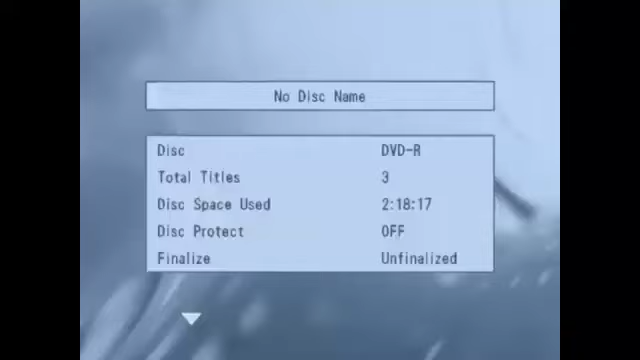 No Disc Name
Disc DVD-R
Total Titles 3
Disc Space Used 2:18:17
Disc Protect OFF
Finalize Unfinalized